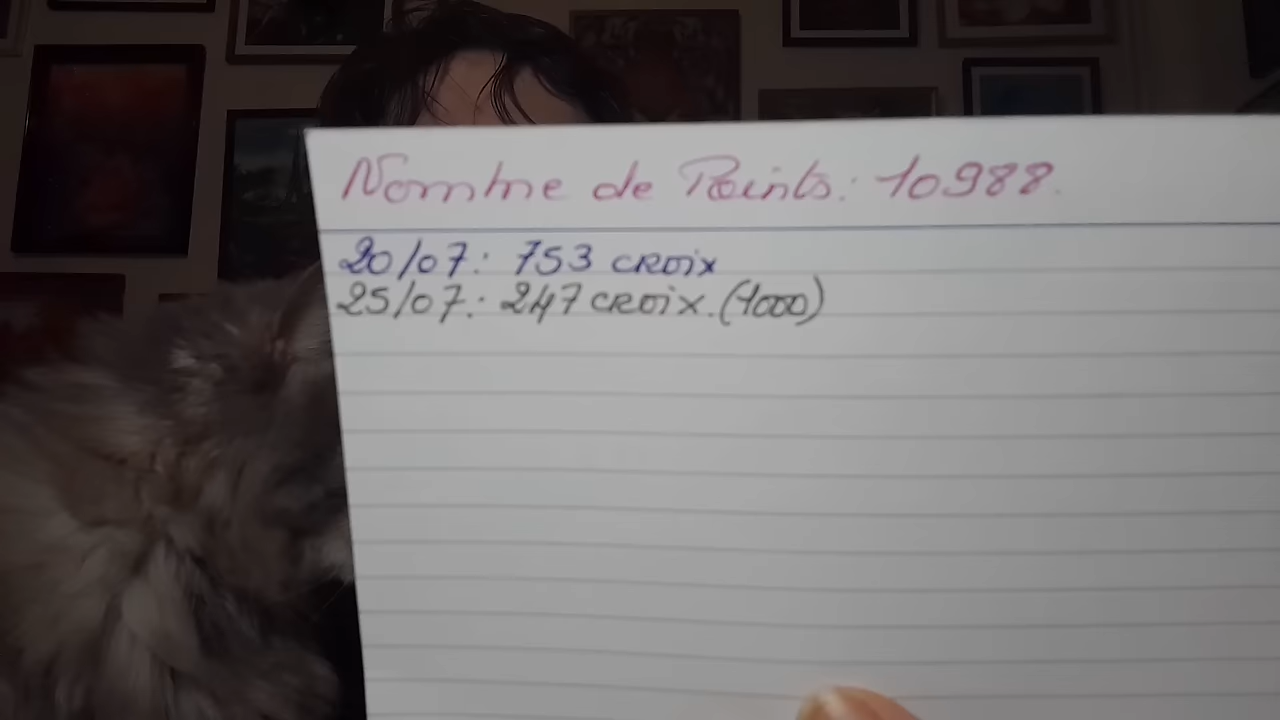 Nombre de Points: 10988.
20/07: 753 CROIX
25/07: 247 CROIX. (1000)